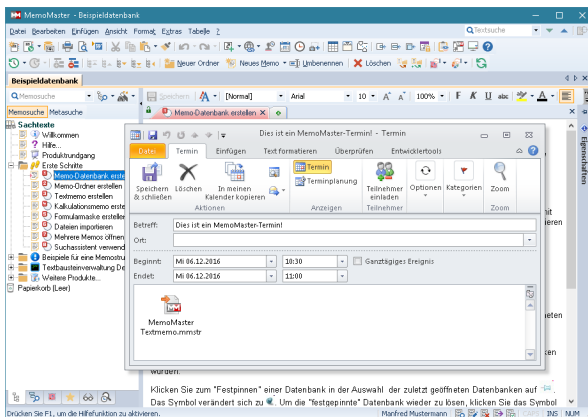 MemoMaster - Beispieldatenbank
Datei Bearbeiten Einfügen Ansicht Format Extras Tabelle ?
Textsuche
Neuer Ordner Neues Memo Umbenennen Löschen
Beispieldatenbank
Memosuche
Speichern [Normal] Arial 10 100% F K U abc A
Memosuche Metasuche
Memo-Datenbank erstellen
Eigenschaften
Sachtexte
Willkommen
Hilfe...
Produktrundgang
Erste Schritte
Memo-Datenbank erste
Memo-Ordner erstellen
Textmemo erstellen
Kalkulationsmemo erste
Formularmaske erstellen
Dateien importieren
Mehrere Memos öffnen
Suchassistent verwend
Beispiele für eine Memostru
Textbausteinverwaltung De
Weitere Produkte...
Papierkorb (Leer)
Dies ist ein MemoMaster-Termin! - Termin
Datei Termin Einfügen Text formatieren Überprüfen Entwicklertools
Speichern & schließen
Löschen
In meinen Kalender kopieren
Aktionen
Termin
Terminplanung
Anzeigen
Teilnehmer einladen
Teilnehmer
Optionen
Kategorien
Zoom
Zoom
Betreff: Dies ist ein MemoMaster-Termin!
Ort:
Beginnt: Mi 06.12.2016 10:30 Ganztägiges Ereignis
Endet: Mi 06.12.2016 11:00
MemoMaster
Textmemo.mmstr
wurden.
Klicken Sie zum "Festpinnen" einer Datenbank in der Auswahl der zuletzt geöffneten Datenbanken auf
Das Symbol verändert sich zu . Um die "festgepinnte" Datenbank wieder zu lösen, klicken Sie das Symbol
Drücken Sie F1, um die Hilfefunktion zu aktivieren.
Manfred Mustermann CAPS INS NUM